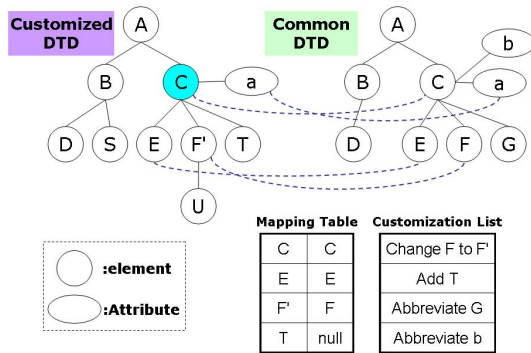 Customized
DTD
A
Common
DTD
A
b
B
C
a
B
C
a
D
S
E
F'
T
D
E
F
G
U
Mapping Table
Customization List
C C
Change F to F'
E E
Add T
F' F
Abbreviate G
T null
Abbreviate b
:element
:Attribute